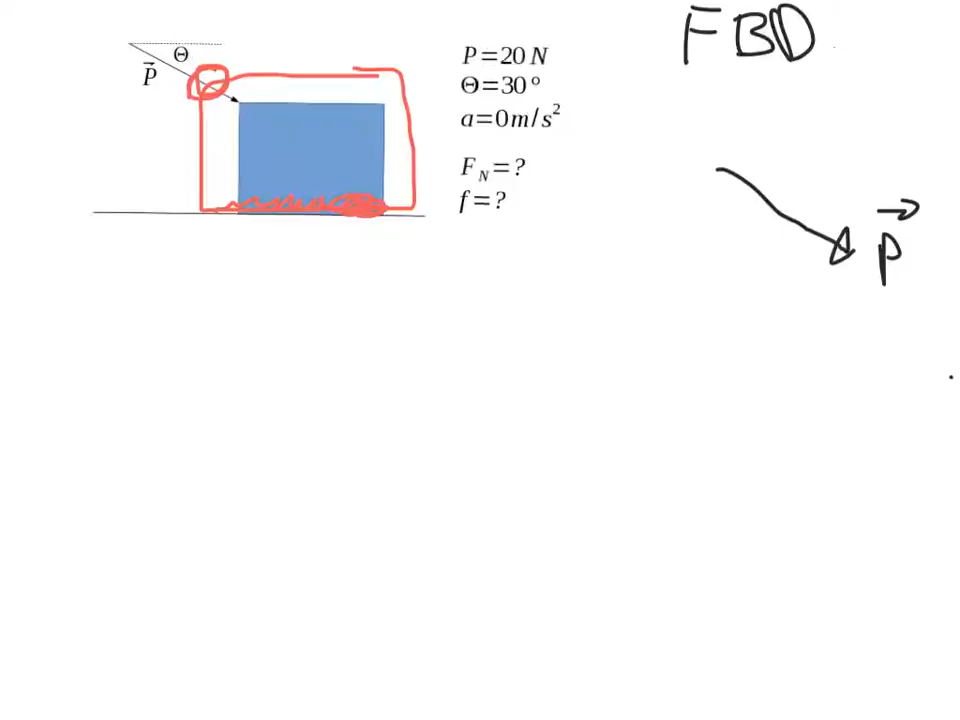 FBD
Θ
P⃗
P=20 N
Θ=30 º
a=0m/s²
F_N=?
f=?
P⃗